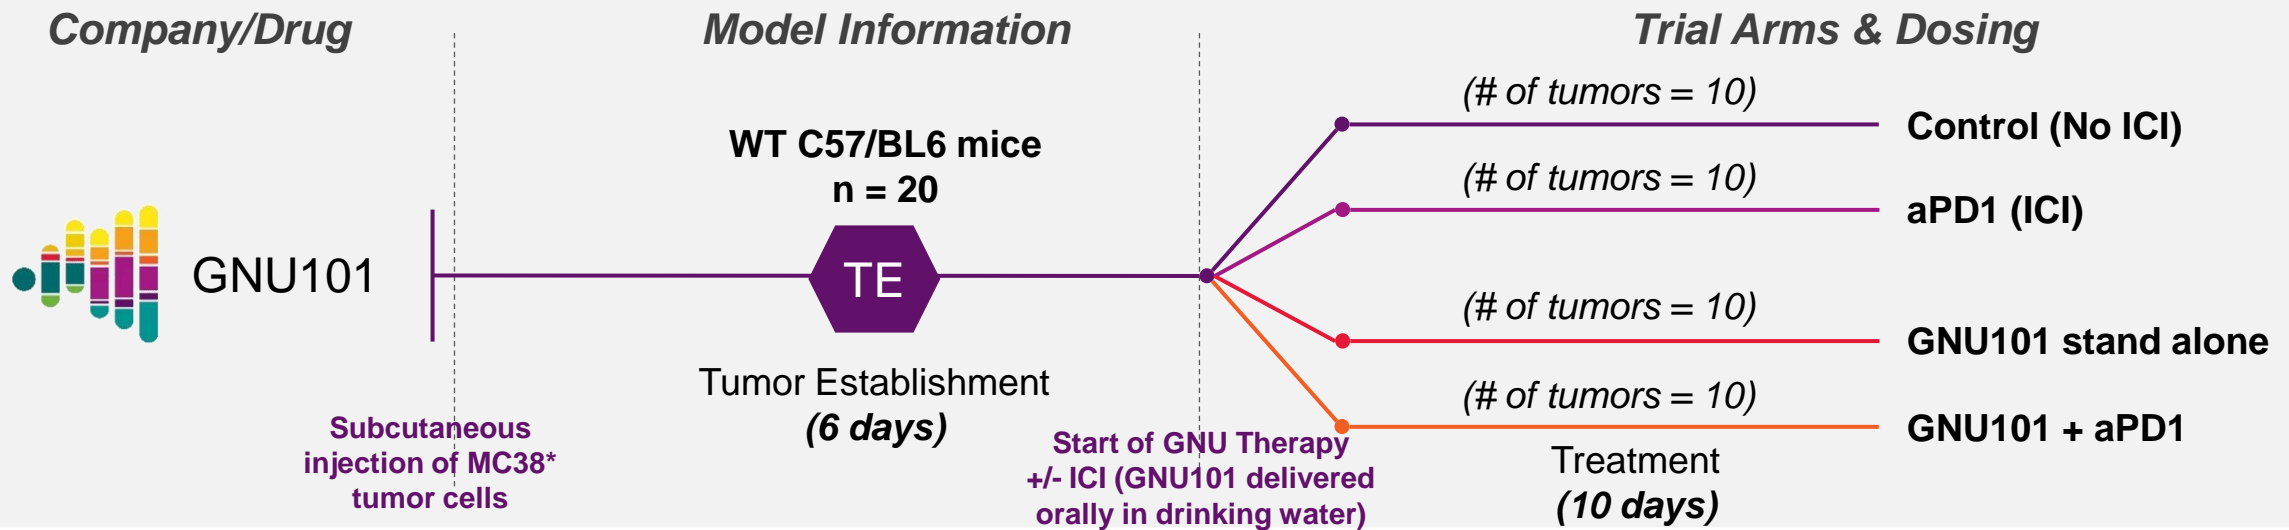 Company/Drug
Model Information
Trial Arms & Dosing
GNU101
Subcutaneous
injection of MC38*
tumor cells
WT C57/BL6 mice
n = 20
TE
Tumor Establishment
(6 days)
Start of GNU Therapy
+/- ICI (GNU101 delivered
orally in drinking water)
(# of tumors = 10)
Control (No ICI)
(# of tumors = 10)
aPD1 (ICI)
(# of tumors = 10)
GNU101 stand alone
(# of tumors = 10)
GNU101 + aPD1
Treatment
(10 days)